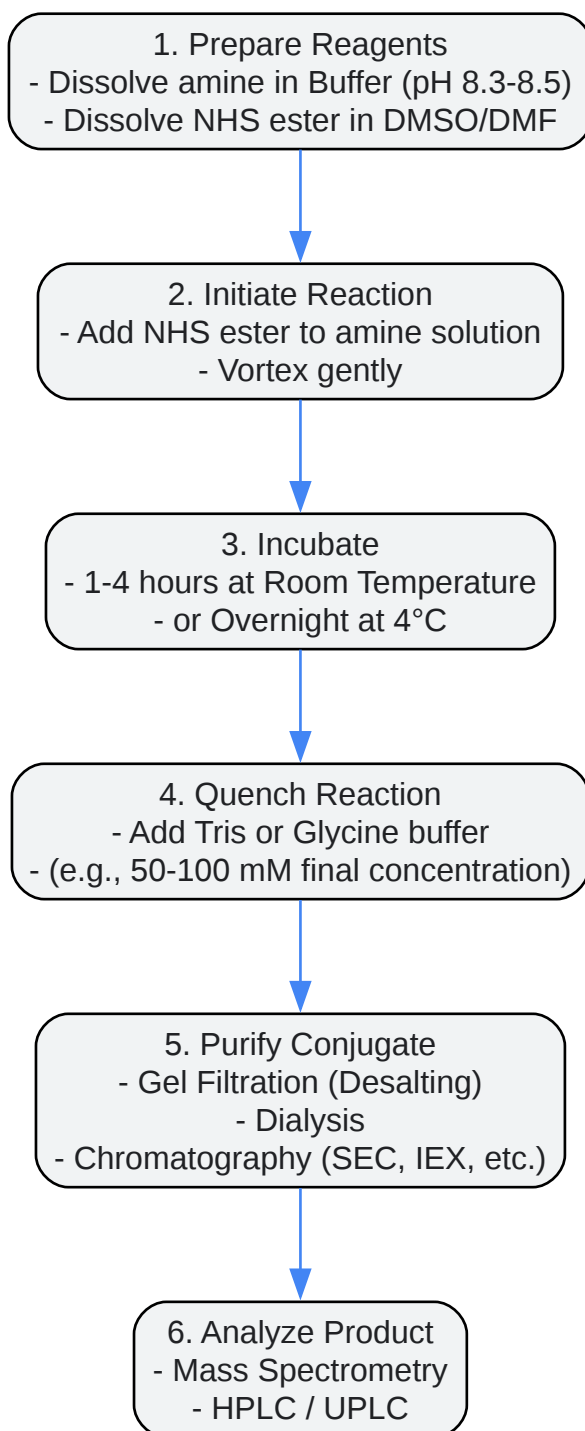 1. Prepare Reagents
- Dissolve amine in Buffer (pH 8.3-8.5)
- Dissolve NHS ester in DMSO/DMF
2. Initiate Reaction
- Add NHS ester to amine solution
- Vortex gently
3. Incubate
- 1-4 hours at Room Temperature
- or Overnight at 4°C
4. Quench Reaction
- Add Tris or Glycine buffer
- (e.g., 50-100 mM final concentration)
5. Purify Conjugate
- Gel Filtration (Desalting)
- Dialysis
- Chromatography (SEC, IEX, etc.)
6. Analyze Product
- Mass Spectrometry
- HPLC / UPLC